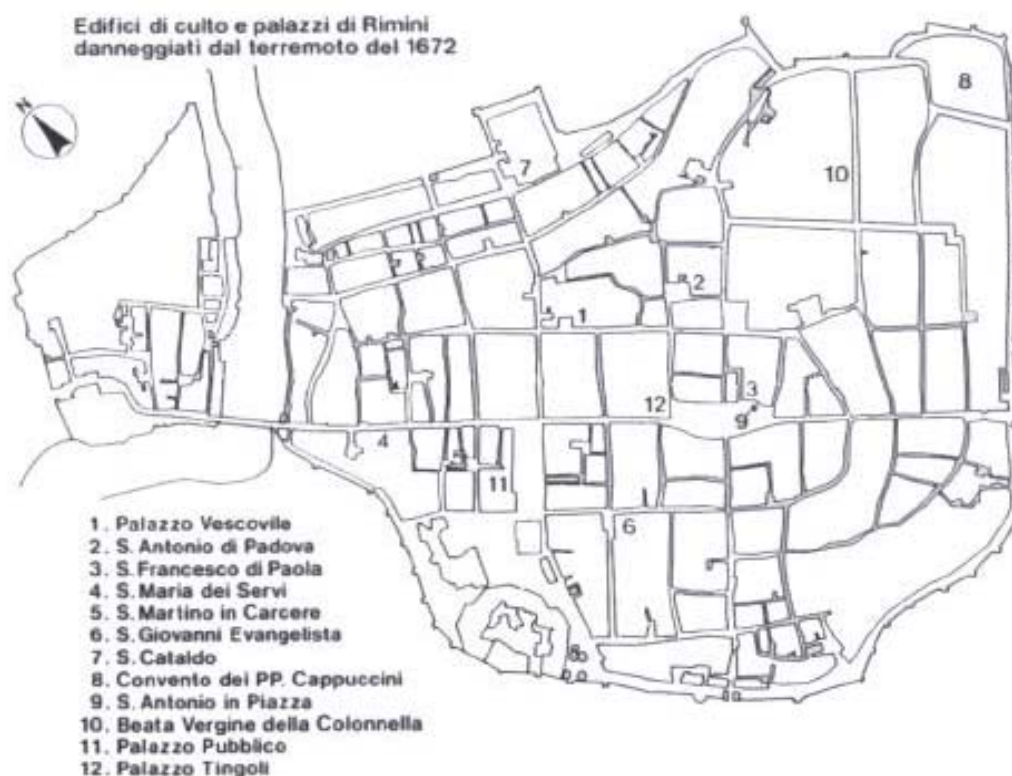 Edifici di culto e palazzi di Rimini
danneggiati dal terremoto del 1672
N
8
7
10
2
1
12
3
9
4
11
6
1. Palazzo Vescovile
2. S. Antonio di Padova
3. S. Francesco di Paola
4. S. Maria dei Servi
5. S. Martino in Carcere
6. S. Giovanni Evangelista
7. S. Cataldo
8. Convento dei PP. Cappuccini
9. S. Antonio in Piazza
10. Beata Vergine della Colonnella
11. Palazzo Pubblico
12. Palazzo Tingoli